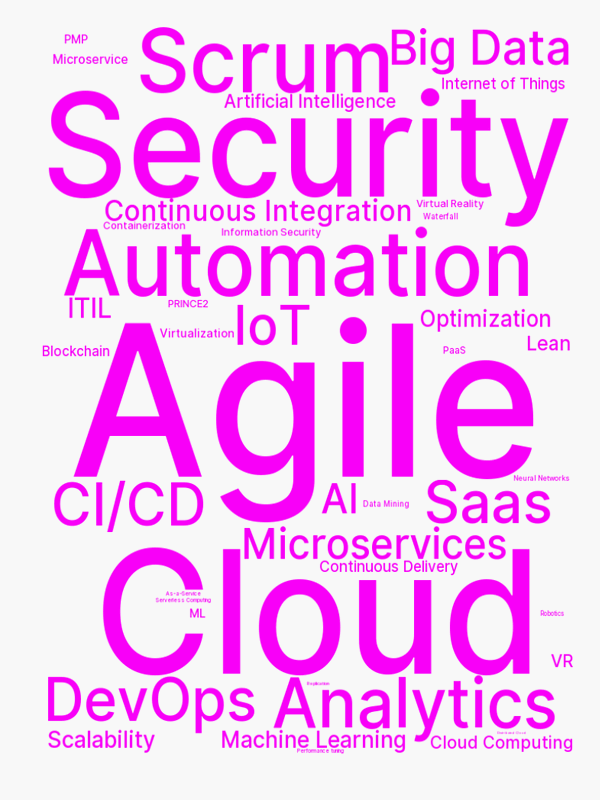 PMP
Scrum
Big Data
Microservice
Internet of Things
Artificial Intelligence
Security
Continuous Integration
Virtual Reality
Waterfall
Containerization
Information Security
Automation
ITIL
PRINCE2
IoT
Optimization
Virtualization
Lean
Blockchain
PaaS
Agile
Neural Networks
CI/CD
AI
Data Mining
Saas
Microservices
Continuous Delivery
Cloud
As-a-Service
Serverless Computing
ML
Robotics
VR
DevOps
Analytics
Scalability
Machine Learning
Cloud Computing
Performance tuning